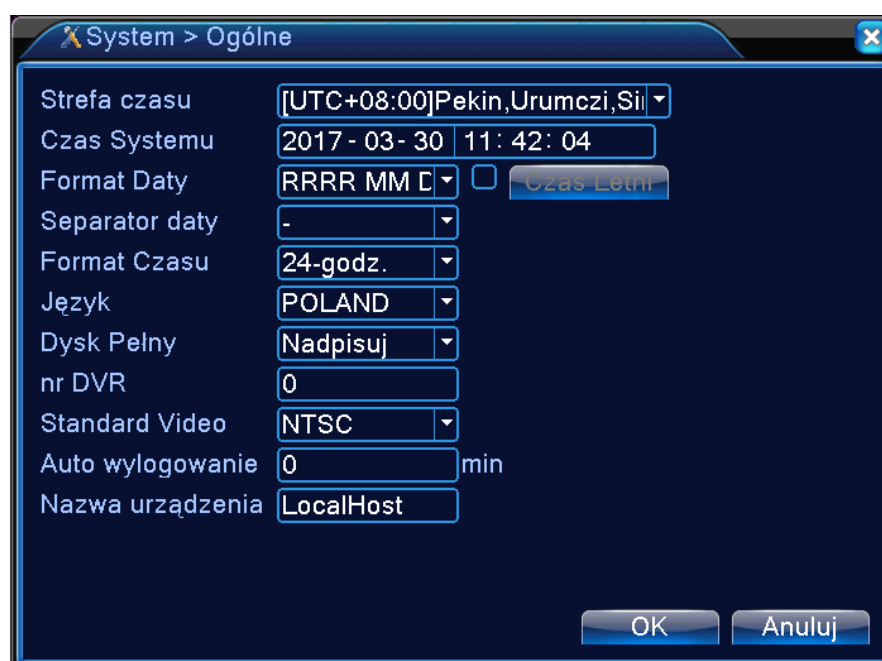 System > Ogólne
Strefa czasu [UTC+08:00]Pekin,Urumczi,
Czas Systemu 2017 - 03 - 30 11: 42: 04
Format Daty RRRR MM D Czas Letni
Separator daty -
Format Czasu 24-godz.
Język POLAND
Dysk Pełny Nadpisuj
nr DVR 0
Standard Video NTSC
Auto wylogowanie 0 min
Nazwa urządzenia LocalHost
OK Anuluj